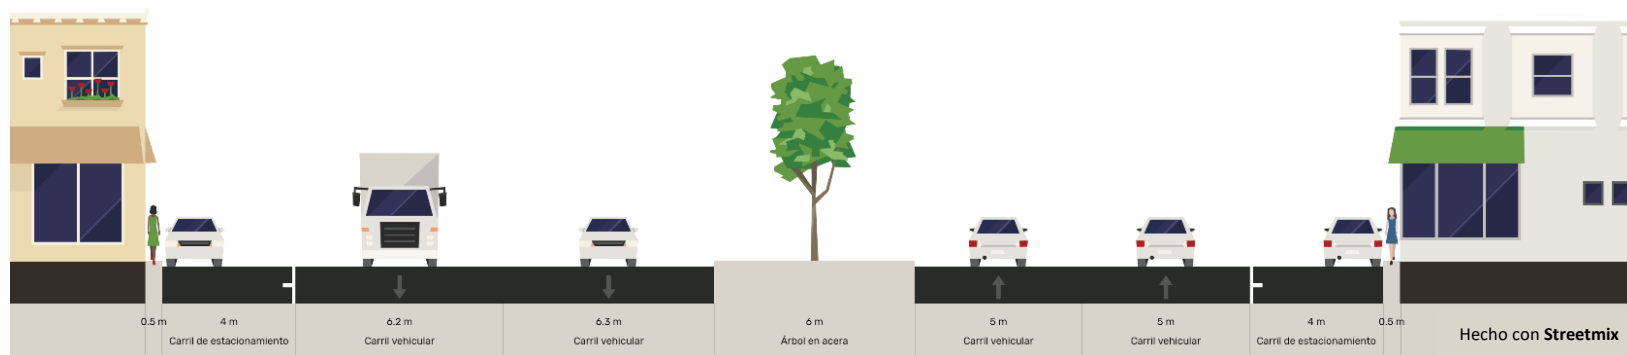 0.5 m
4 m
Carril de estacionamiento
6.2 m
Carril vehicular
6.3 m
Carril vehicular
6 m
Árbol en acera
5 m
Carril vehicular
5 m
Carril vehicular
4 m
Carril de estacionamiento
0.5 m
Hecho con Streetmix